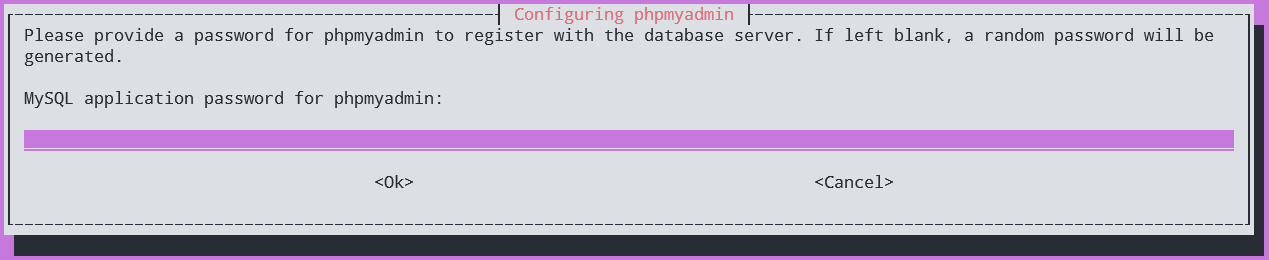 Configuring phpmyadmin
Please provide a password for phpmyadmin to register with the database server. If left blank, a random password will be
generated.
MySQL application password for phpmyadmin:
<Ok> <Cancel>